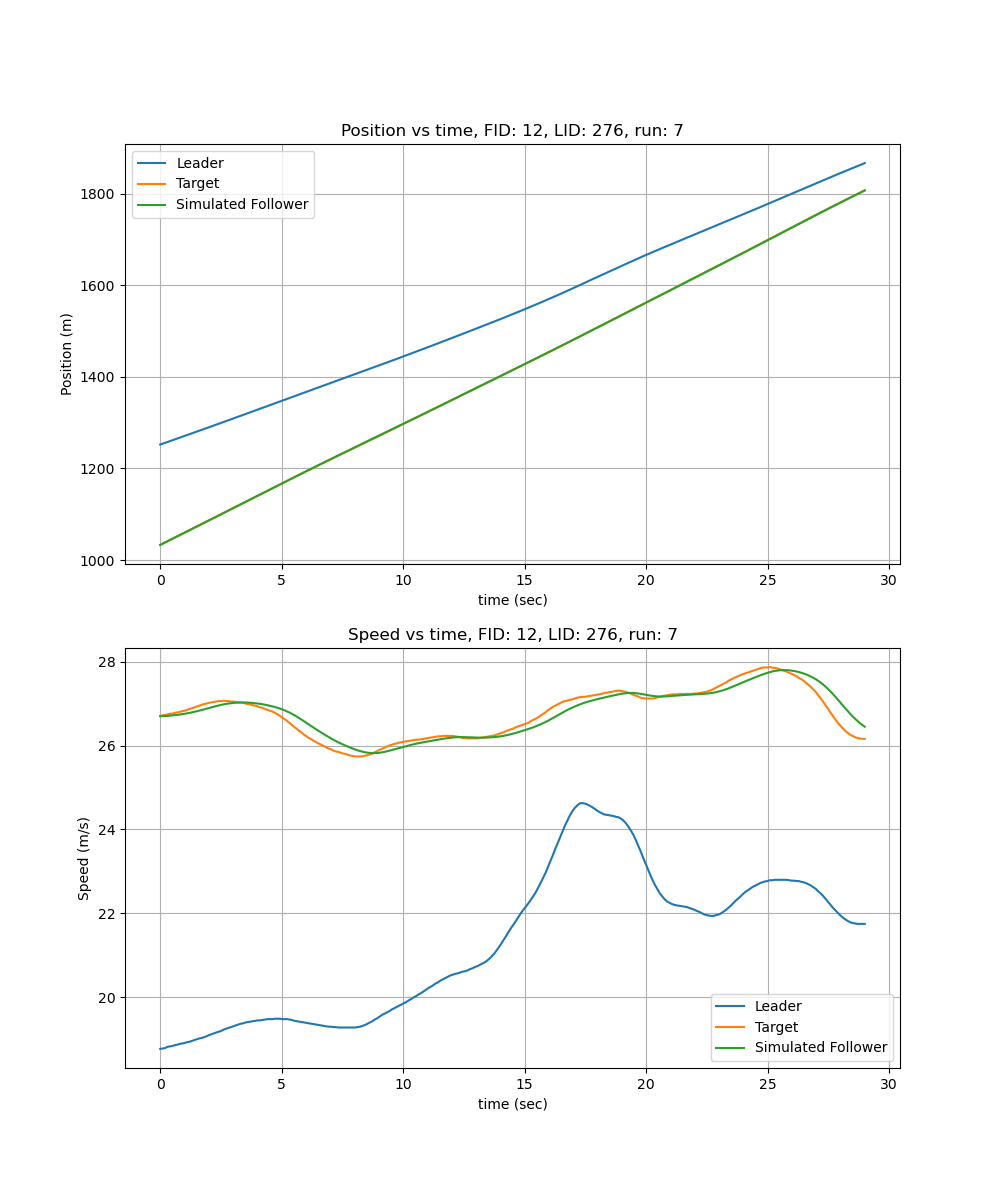 Position vs time, FID: 12, LID: 276, run: 7
Leader
Target
Simulated Follower
Position (m)
1800
1600
1400
1200
1000
0 5 10 15 20 25 30
time (sec)
Speed vs time, FID: 12, LID: 276, run: 7
Speed (m/s)
28
26
24
22
20
Leader
Target
Simulated Follower
0 5 10 15 20 25 30
time (sec)